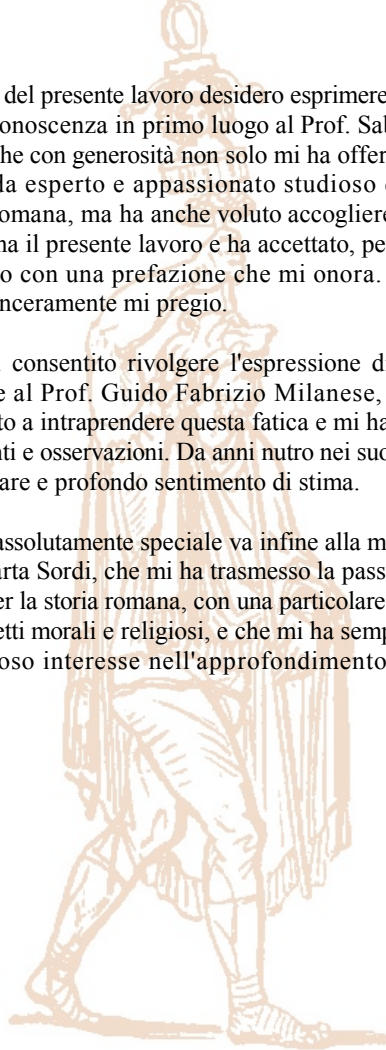 del presente lavoro desidero esprimere
onoscenza in primo luogo al Prof. Sab
he con generosità non solo mi ha offer
la esperto e appassionato studioso
omana, ma ha anche voluto accogliere
na il presente lavoro e ha accettato, pe
o con una prefazione che mi onora.
nceramente mi pregio.
consentito rivolgere l'espressione di
e al Prof. Guido Fabrizio Milanese,
to a intraprendere questa fatica e mi ha
nti e osservazioni. Da anni nutro nei suo
are e profondo sentimento di stima.
assolutamente speciale va infine alla m
arta Sordi, che mi ha trasmesso la pass
er la storia romana, con una particolare
etti morali e religiosi, e che mi ha semp
oso interesse nell'approfondimento